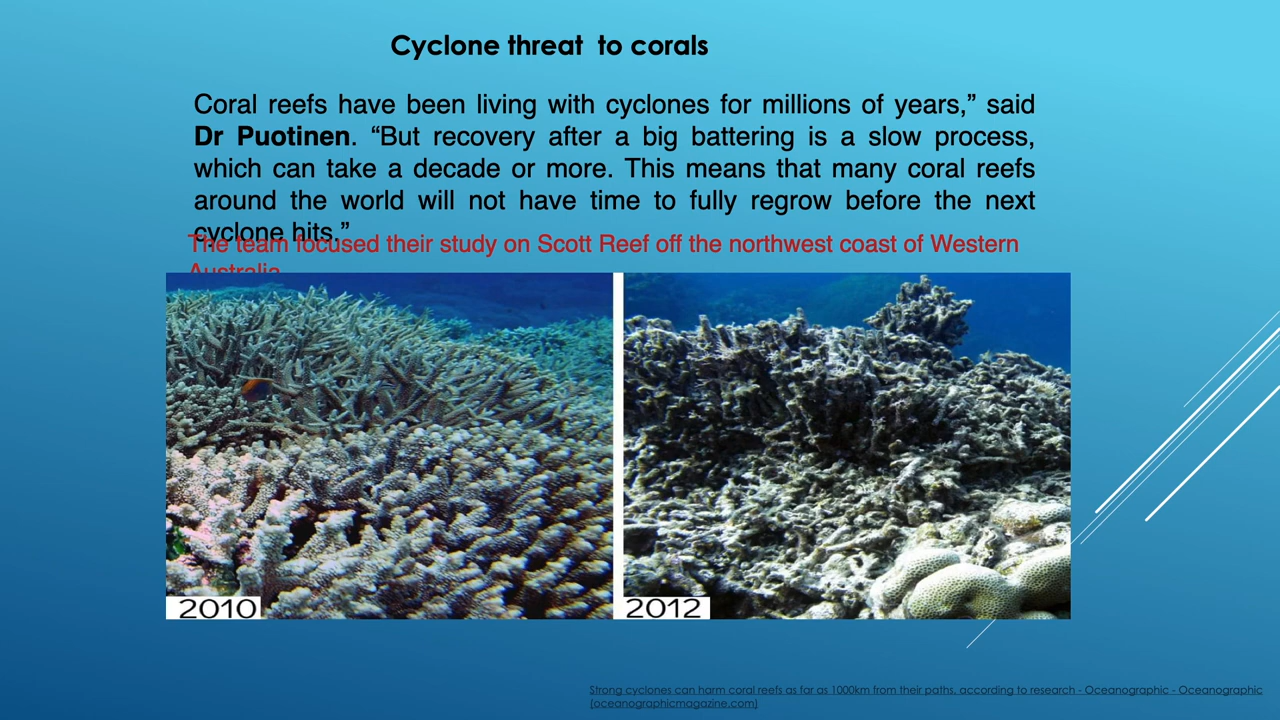 Cyclone threat  to corals
Coral reefs have been living with cyclones for millions of years,” said
Dr Puotinen. “But recovery after a big battering is a slow process,
which can take a decade or more. This means that many coral reefs
around the world will not have time to fully regrow before the next
cyclone hits.”
The team focused their study on Scott Reef off the northwest coast of Western
Australia
2010
2012
Strong cyclones can harm coral reefs as far as 1000km from their paths, according to research - Oceanographic - Oceanographic
(oceanographicmagazine.com)